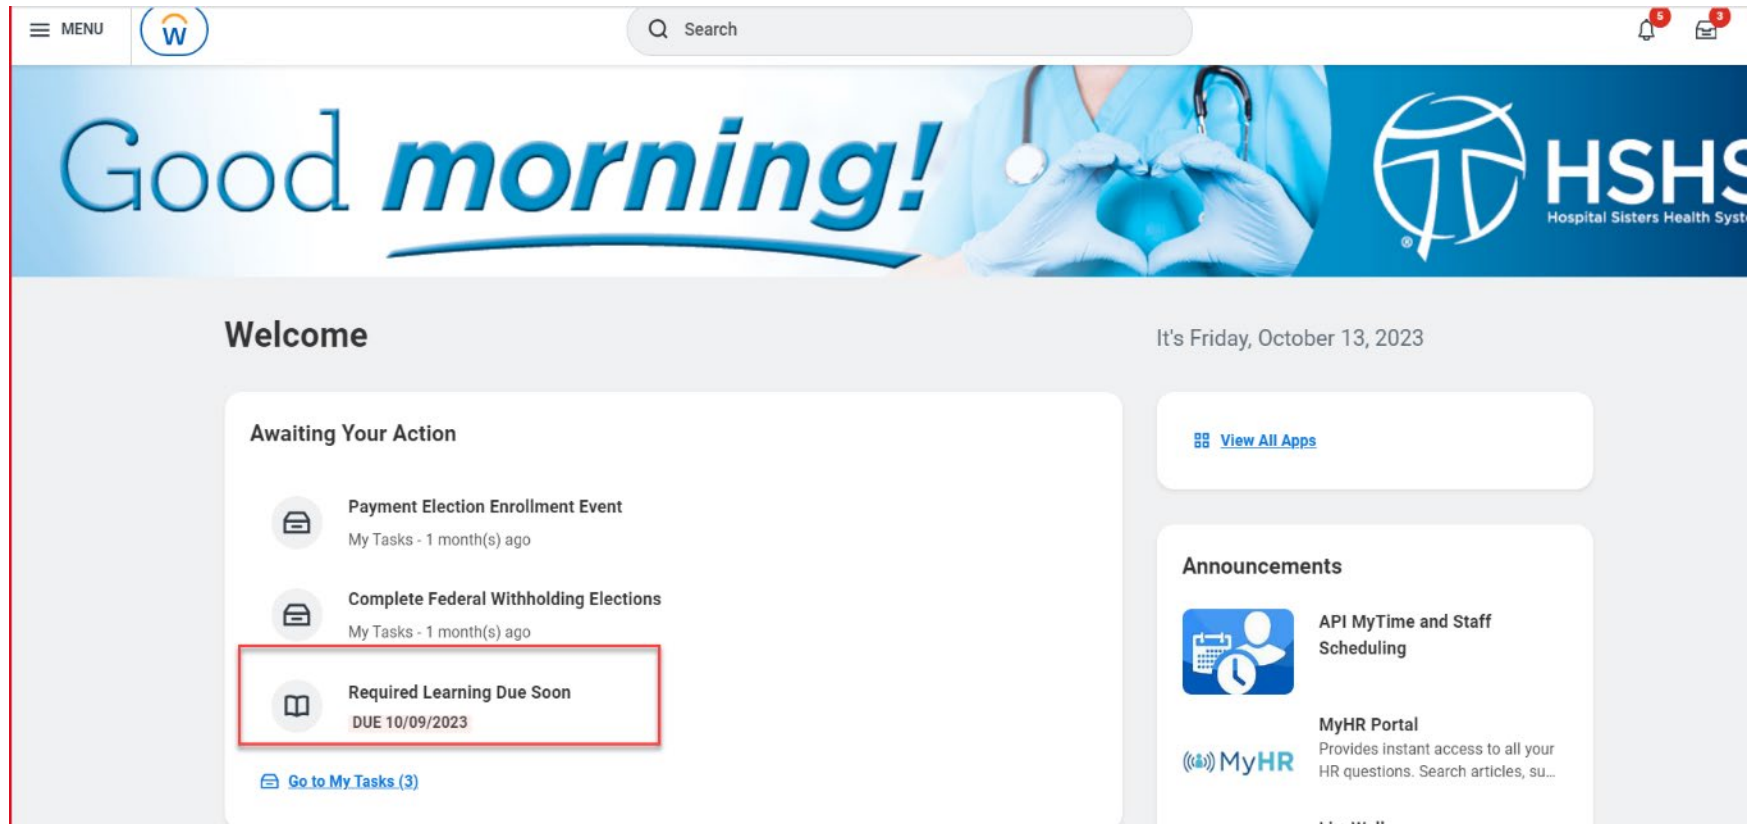 MENU
W
Search
5
3
Good morning!
HSHS
Hospital Sisters Health Syst
®
Welcome
It's Friday, October 13, 2023
Awaiting Your Action
View All Apps
Payment Election Enrollment Event
My Tasks - 1 month(s) ago
Complete Federal Withholding Elections
My Tasks - 1 month(s) ago
Required Learning Due Soon
DUE 10/09/2023
Go to My Tasks (3)
Announcements
API MyTime and Staff
Scheduling
MyHR Portal
MyHR
Provides instant access to all your
HR questions. Search articles, su...